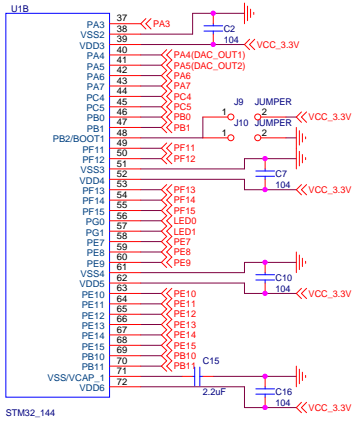 U1B
PA3 37 PA3
VSS2 38 C2
VDD3 39 104 VCC_3.3V
PA4 40 PA4(DAC_OUT1)
PA5 41 PA5(DAC_OUT2)
PA6 42 PA6
PA7 43 PA7
PC4 44 PC4
PC5 45 PC5 J9 JUMPER
PB0 46 PB0 1 2 VCC_3.3V
PB1 47 PB1 J10 JUMPER
PB2/BOOT1 48 1 2
PF11 49 PF11
PF12 50 PF12
VSS3 51 C7
VDD4 52 104 VCC_3.3V
PF13 53 PF13
PF14 54 PF14
PF15 55 PF15
PG0 56 LED0
PG1 57 LED1
PE7 58 PE7
PE8 59 PE8
PE9 60 PE9
VSS4 61 C10
VDD5 62 104 VCC_3.3V
PE10 63 PE10
PE11 64 PE11
PE12 65 PE12
PE13 66 PE13
PE14 67 PE14
PE15 68 PE15
PB10 69 PB10
PB11 70 PB11 C15
VSS/VCAP_1 71 2.2uF C16
VDD6 72 104 VCC_3.3V
STM32_144